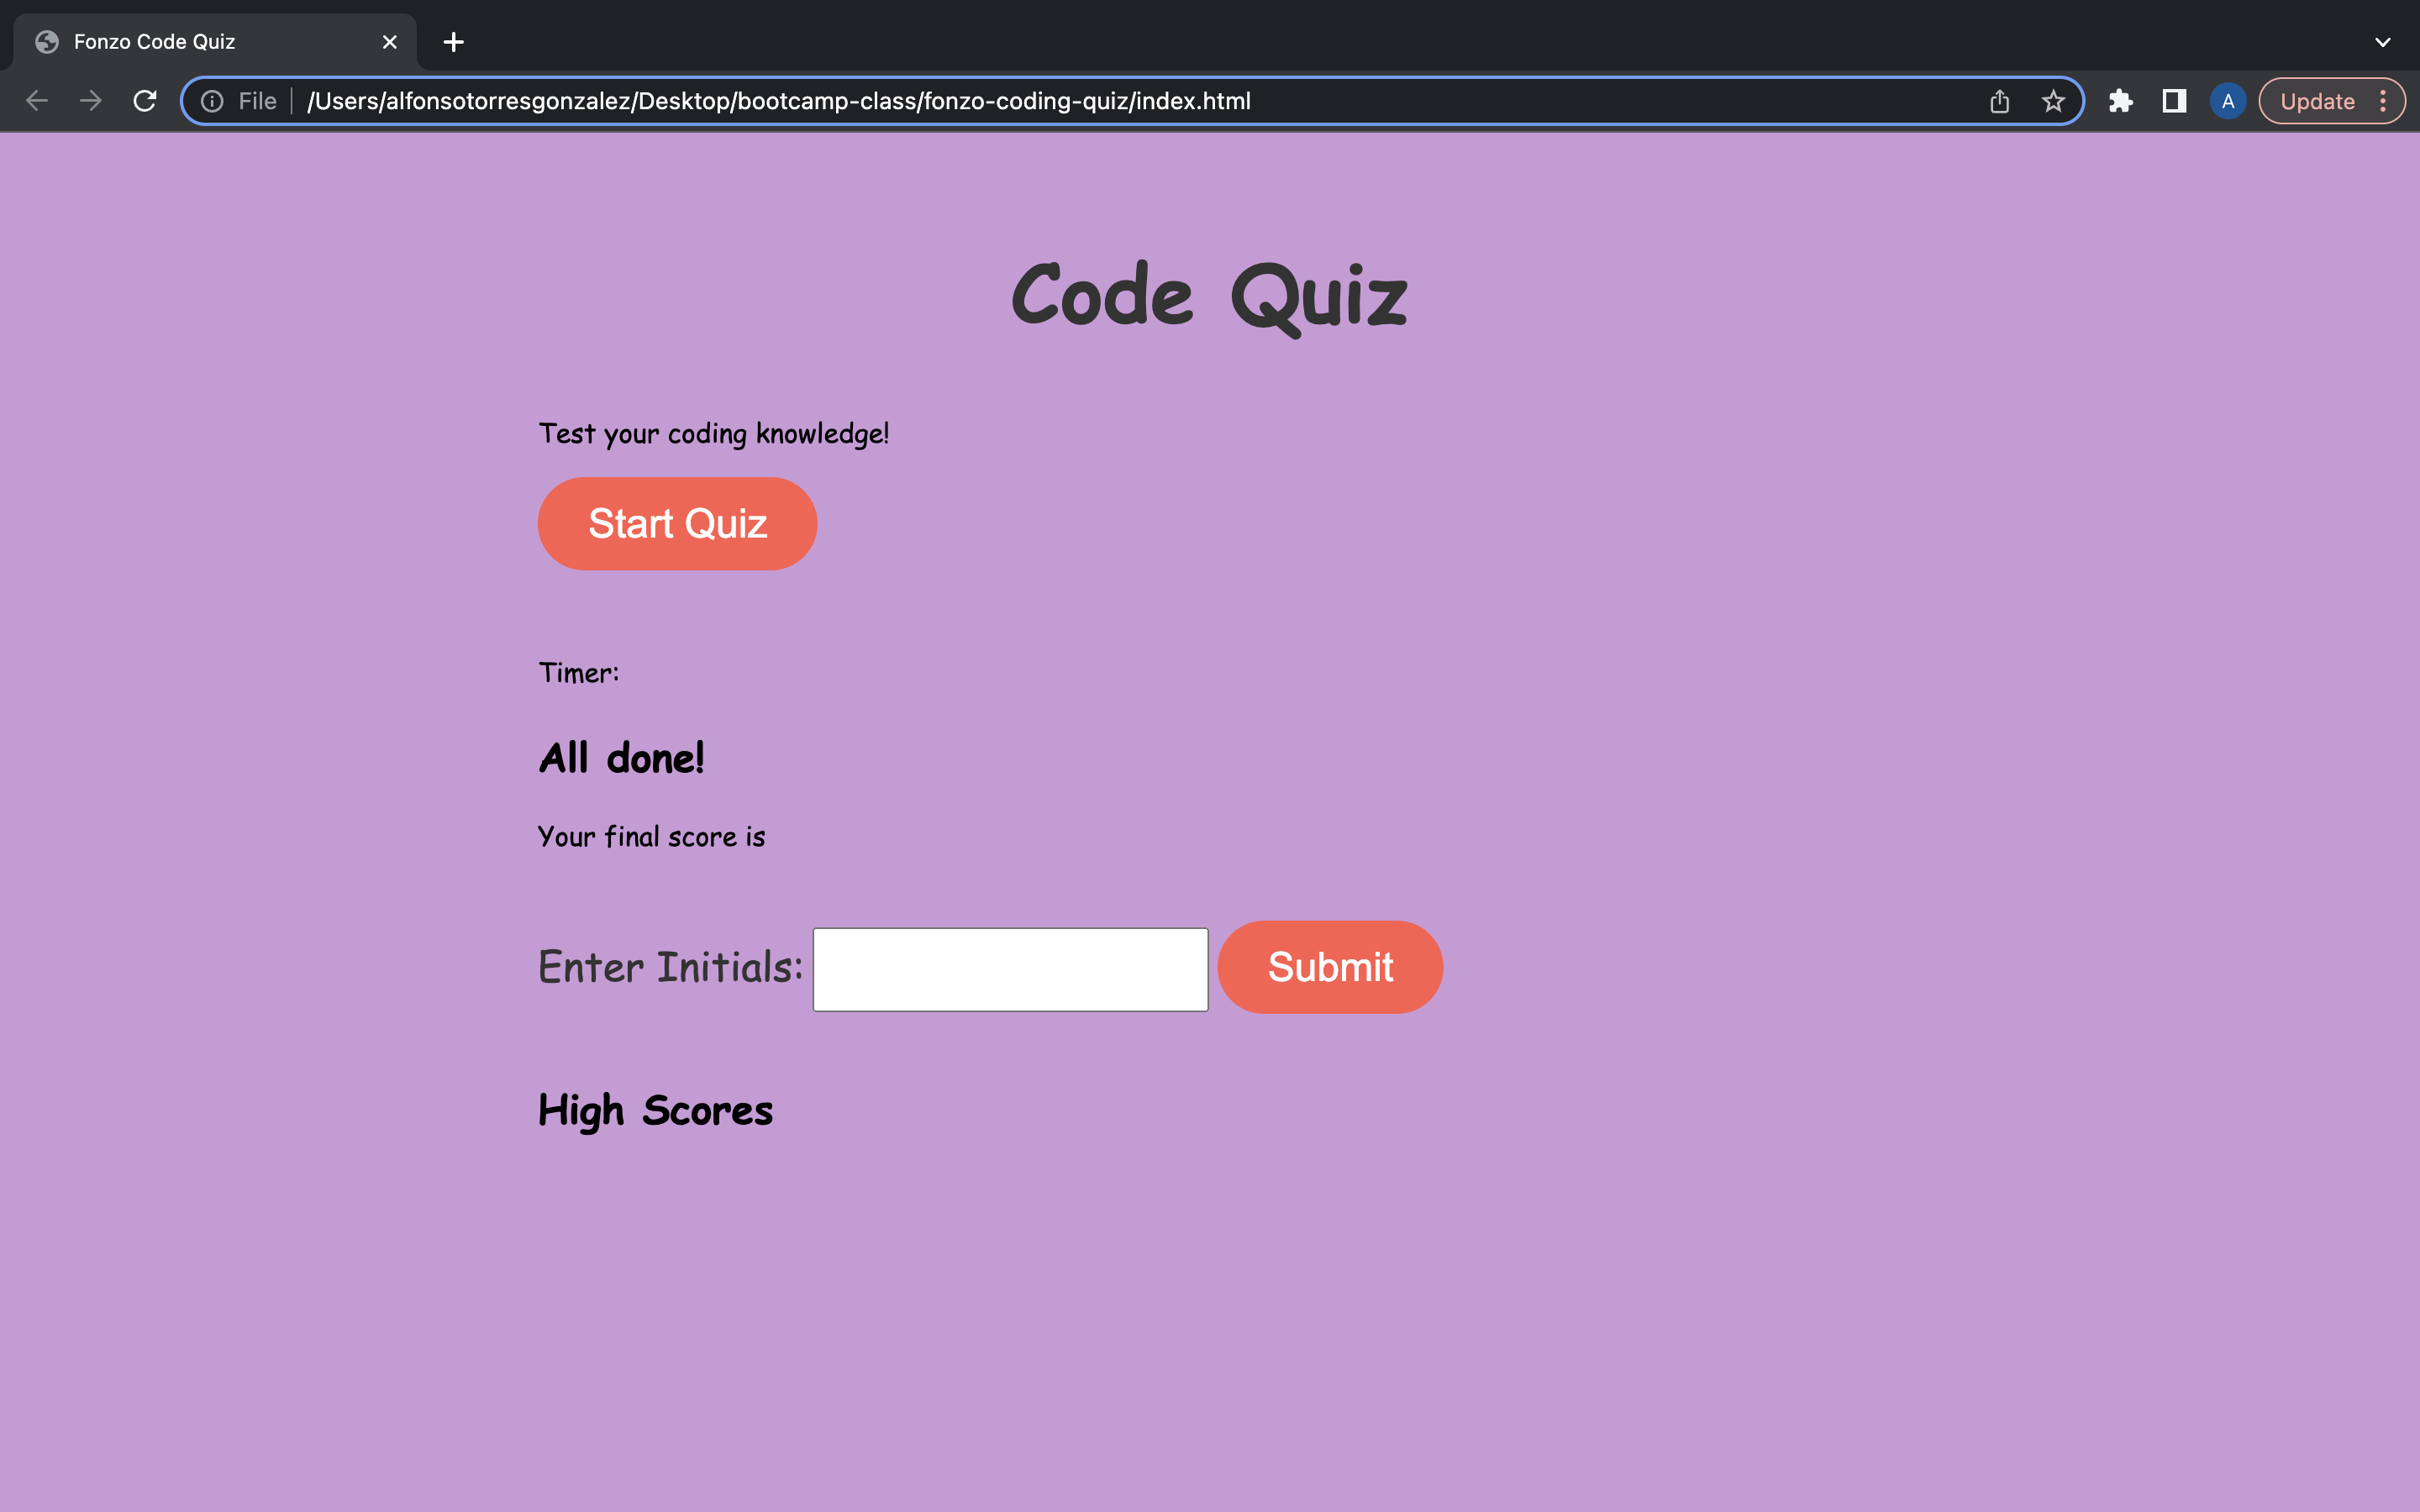 Fonzo Code Quiz
File /Users/alfonsotorresgonzalez/Desktop/bootcamp-class/fonzo-coding-quiz/index.html A Update
Code Quiz
Test your coding knowledge!
Start Quiz
Timer:
All done!
Your final score is
Enter Initials: Submit
High Scores